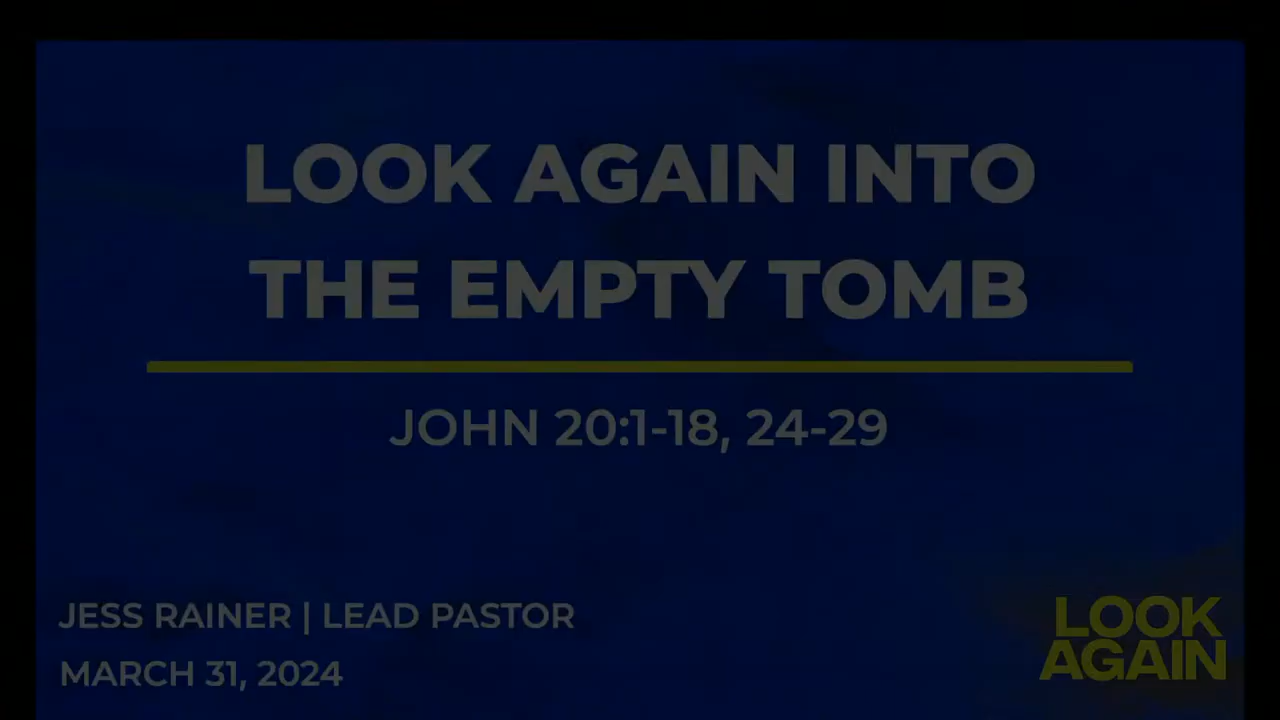 LOOK AGAIN INTO
THE EMPTY TOMB
JOHN 20:1-18, 24-29
JESS RAINER | LEAD PASTOR
MARCH 31, 2024
LOOK
AGAIN